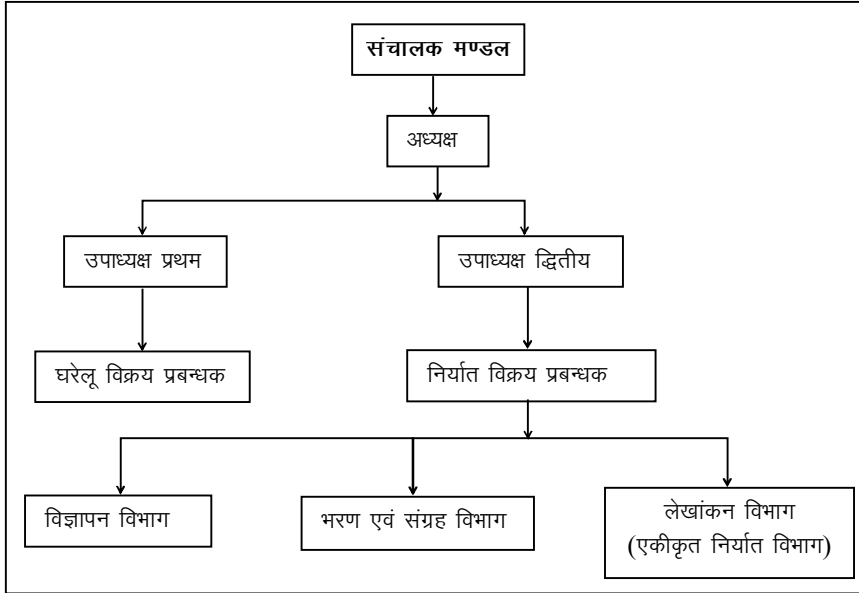 संचालक मण्डल
अध्यक्ष
उपाध्यक्ष प्रथम
उपाध्यक्ष द्वितीय
घरेलू विक्रय प्रबन्धक
निर्यात विक्रय प्रबन्धक
विज्ञापन विभाग
भरण एवं संग्रह विभाग
लेखांकन विभाग
(एकीकृत निर्यात विभाग)